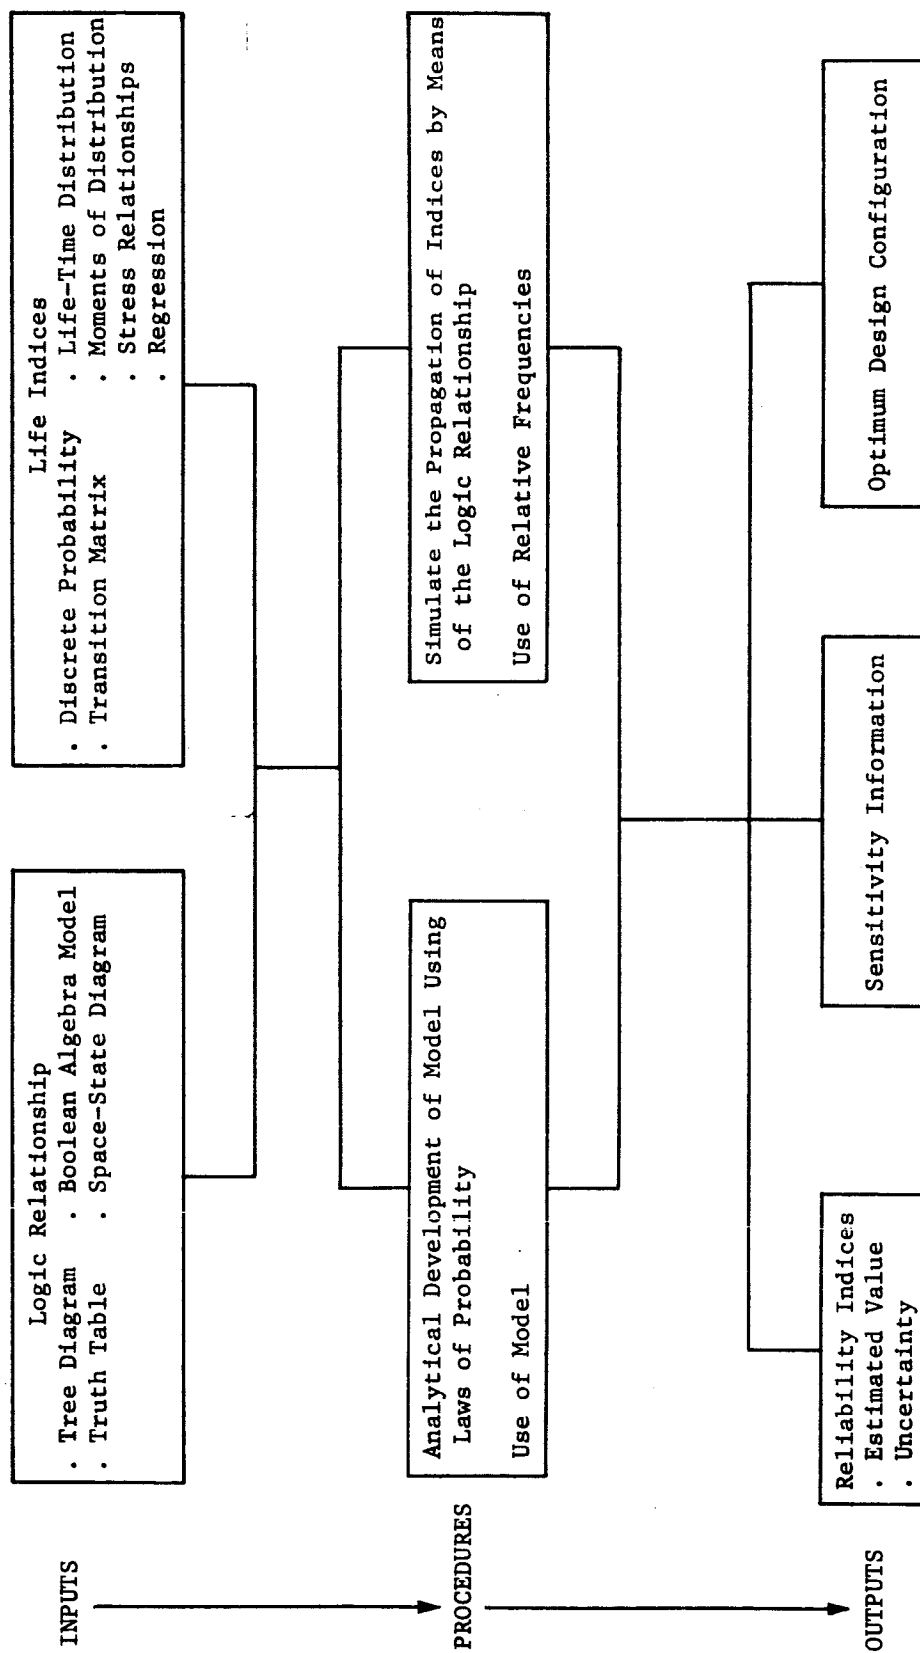 INPUTS
Logic Relationship
. Tree Diagram . Boolean Algebra Model
. Truth Table . Space-State Diagram
Life Indices
. Discrete Probability . Life-Time Distribution
. Transition Matrix . Moments of Distribution
. Stress Relationships
. Regression
PROCEDURES
Analytical Development of Model Using
Laws of Probability
Use of Model
Simulate the Propagation of Indices by Means
of the Logic Relationship
Use of Relative Frequencies
OUTPUTS
Reliability Indices
. Estimated Value
. Uncertainty
Sensitivity Information
Optimum Design Configuration